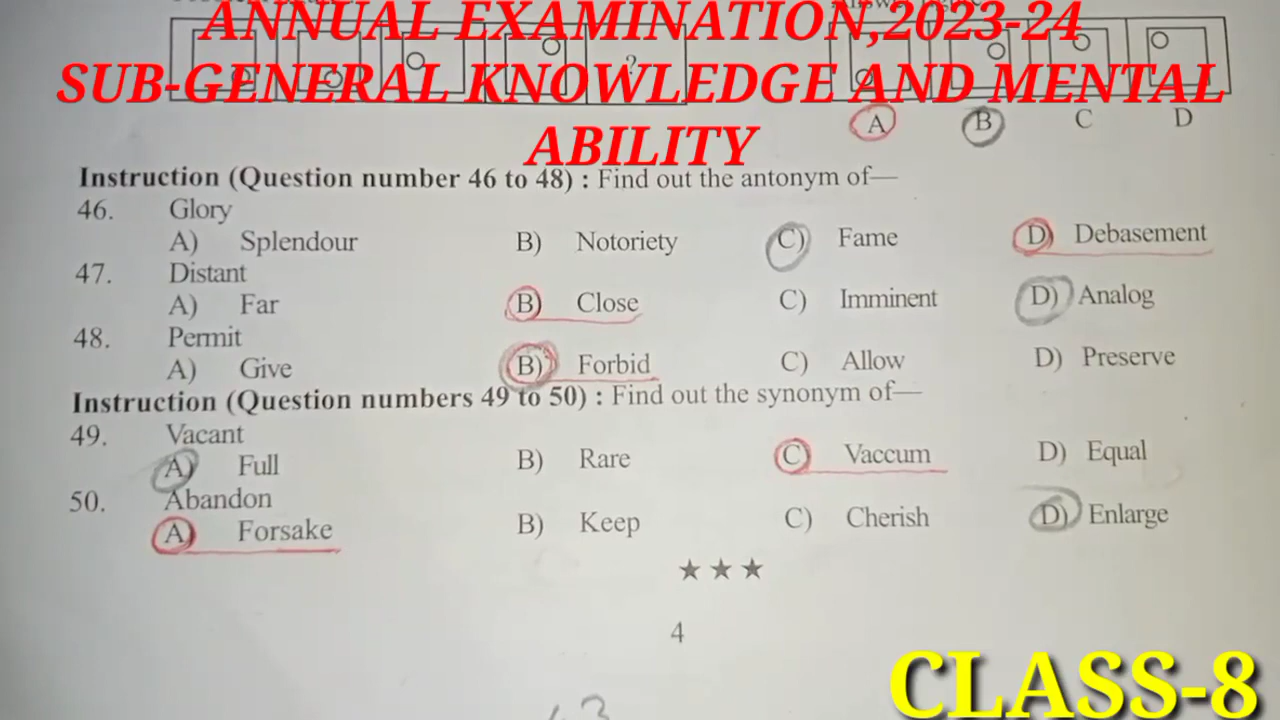 ANNUAL EXAMINATION,2023-24
SUB-GENERAL KNOWLEDGE AND MENTAL
ABILITY
?
A B C D
Instruction (Question number 46 to 48) : Find out the antonym of—
46. Glory
A) Splendour B) Notoriety C) Fame D) Debasement
47. Distant
A) Far B) Close C) Imminent D) Analog
48. Permit
A) Give B) Forbid C) Allow D) Preserve
Instruction (Question numbers 49 to 50) : Find out the synonym of—
49. Vacant
A) Full B) Rare C) Vaccum D) Equal
50. Abandon
A) Forsake B) Keep C) Cherish D) Enlarge
★ ★ ★
4
CLASS-8